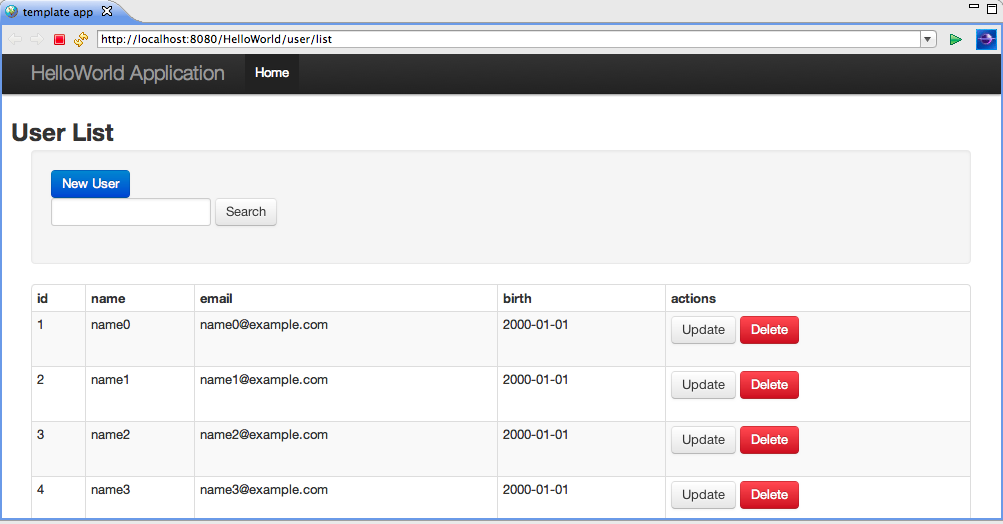 template app
http://localhost:8080/HelloWorld/user/list
HelloWorld Application Home
User List
New User
Search
id name email birth actions
1 name0 name0@example.com 2000-01-01 Update Delete
2 name1 name1@example.com 2000-01-01 Update Delete
3 name2 name2@example.com 2000-01-01 Update Delete
4 name3 name3@example.com 2000-01-01 Update Delete